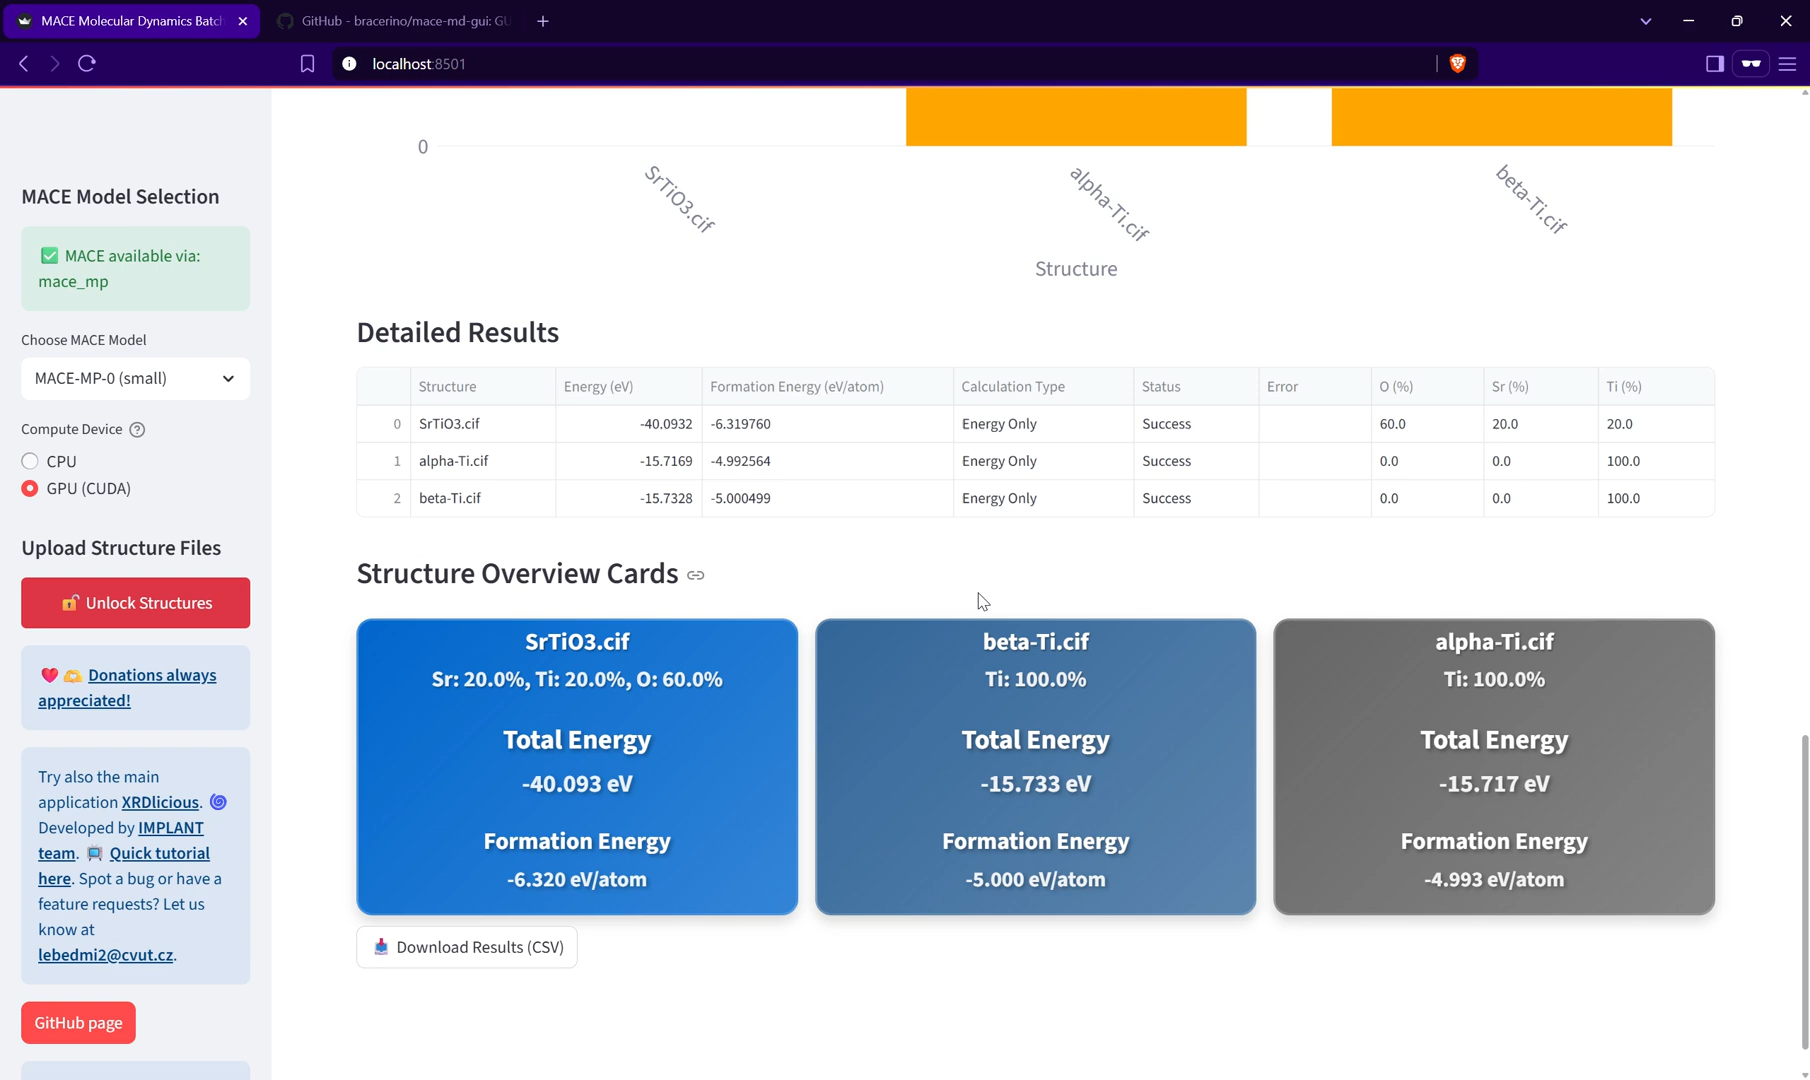 MACE Molecular Dynamics Batch
GitHub - bracerino/mace-md-gui: GU
localhost:8501
MACE Model Selection
✅ MACE available via:
mace_mp
Choose MACE Model
MACE-MP-0 (small)
Compute Device
CPU
GPU (CUDA)
Upload Structure Files
🔓 Unlock Structures
❤️ 🫶 Donations always
appreciated!
Try also the main
application XRDlicious. 🌀
Developed by IMPLANT
team. 📺 Quick tutorial
here. Spot a bug or have a
feature requests? Let us
know at
lebedmi2@cvut.cz.
GitHub page
0
SrTiO3.cif
alpha-Ti.cif
beta-Ti.cif
Structure
Detailed Results
Structure Energy (eV) Formation Energy (eV/atom) Calculation Type Status Error O (%) Sr (%) Ti (%)
0 SrTiO3.cif -40.0932 -6.319760 Energy Only Success 60.0 20.0 20.0
1 alpha-Ti.cif -15.7169 -4.992564 Energy Only Success 0.0 0.0 100.0
2 beta-Ti.cif -15.7328 -5.000499 Energy Only Success 0.0 0.0 100.0
Structure Overview Cards
SrTiO3.cif
Sr: 20.0%, Ti: 20.0%, O: 60.0%
Total Energy
-40.093 eV
Formation Energy
-6.320 eV/atom
beta-Ti.cif
Ti: 100.0%
Total Energy
-15.733 eV
Formation Energy
-5.000 eV/atom
alpha-Ti.cif
Ti: 100.0%
Total Energy
-15.717 eV
Formation Energy
-4.993 eV/atom
📥 Download Results (CSV)